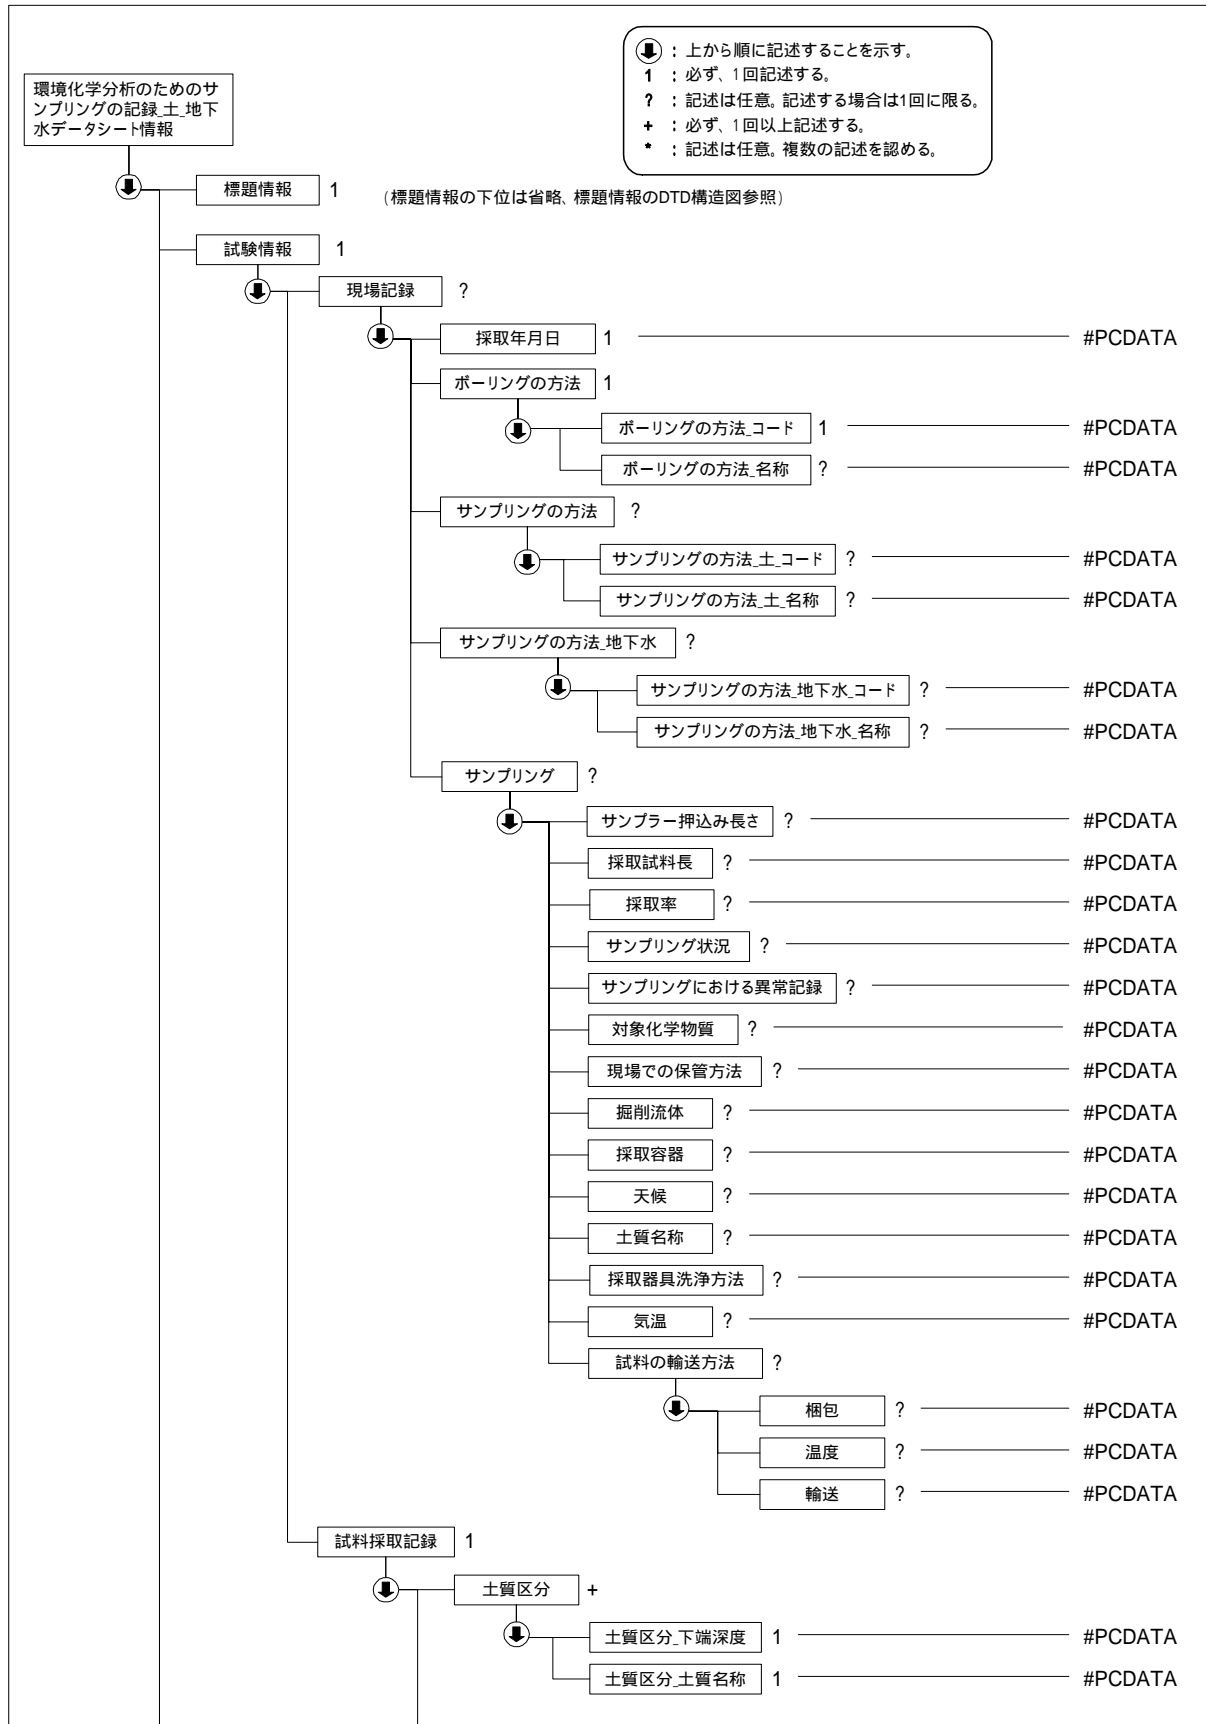 : 上から順に記述することを示す。
1 : 必ず、1回記述する。
? : 記述は任意。記述する場合は1回に限る。
+ : 必ず、1回以上記述する。
* : 記述は任意。複数の記述を認める。
環境化学分析のためのサ
ンプリングの記録_土_地下
水データシート情報
標題情報 1 (標題情報の下位は省略、標題情報のDTD構造図参照)
試験情報 1
現場記録 ?
採取年月日 1 #PCDATA
ボーリングの方法 1
ボーリングの方法_コード 1 #PCDATA
ボーリングの方法_名称 ? #PCDATA
サンプリングの方法 ?
サンプリングの方法_土_コード ? #PCDATA
サンプリングの方法_土_名称 ? #PCDATA
サンプリングの方法_地下水 ?
サンプリングの方法_地下水_コード ? #PCDATA
サンプリングの方法_地下水_名称 ? #PCDATA
サンプリング ?
サンプラー押込み長さ ? #PCDATA
採取試料長 ? #PCDATA
採取率 ? #PCDATA
サンプリング状況 ? #PCDATA
サンプリングにおける異常記録 ? #PCDATA
対象化学物質 ? #PCDATA
現場での保管方法 ? #PCDATA
掘削流体 ? #PCDATA
採取容器 ? #PCDATA
天候 ? #PCDATA
土質名称 ? #PCDATA
採取器具洗浄方法 ? #PCDATA
気温 ? #PCDATA
試料の輸送方法 ?
梱包 ? #PCDATA
温度 ? #PCDATA
輸送 ? #PCDATA
試料採取記録 1
土質区分 +
土質区分_下端深度 1 #PCDATA
土質区分_土質名称 1 #PCDATA